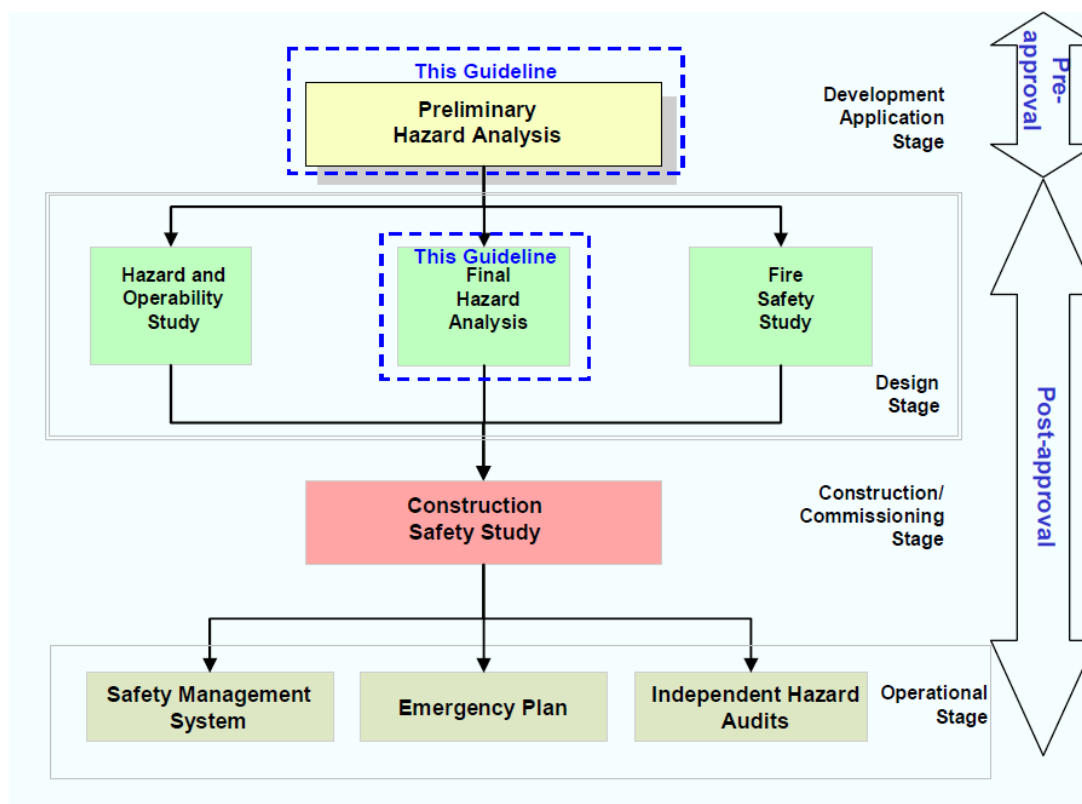 This Guideline
Preliminary
Hazard Analysis
Development
Application
Stage
Pre-
approval
Hazard and
Operability
Study
This Guideline
Final
Hazard
Analysis
Fire
Safety
Study
Design
Stage
Post-approval
Construction
Safety Study
Construction/
Commissioning
Stage
Safety Management
System
Emergency Plan
Independent Hazard
Audits
Operational
Stage